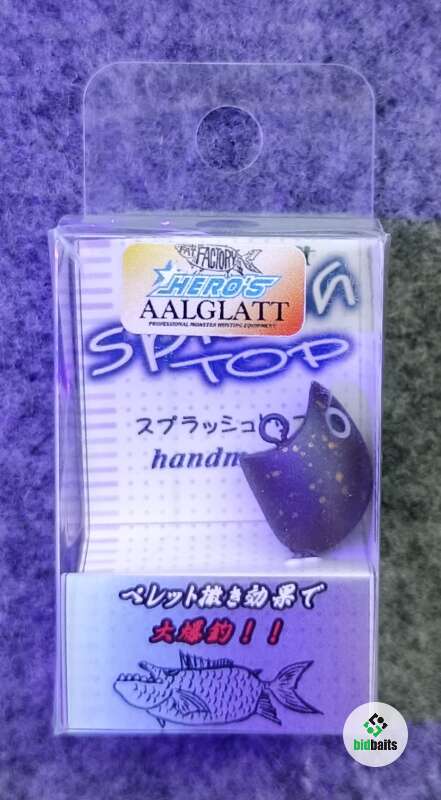 FAT FACTORY
HERO'S
AALGLATT
PROFESSIONAL MONSTER HUNTING EQUIPMENT
TOP
スプラッシュ
ペレット撒き効果で
大爆釣!!
bidbaits